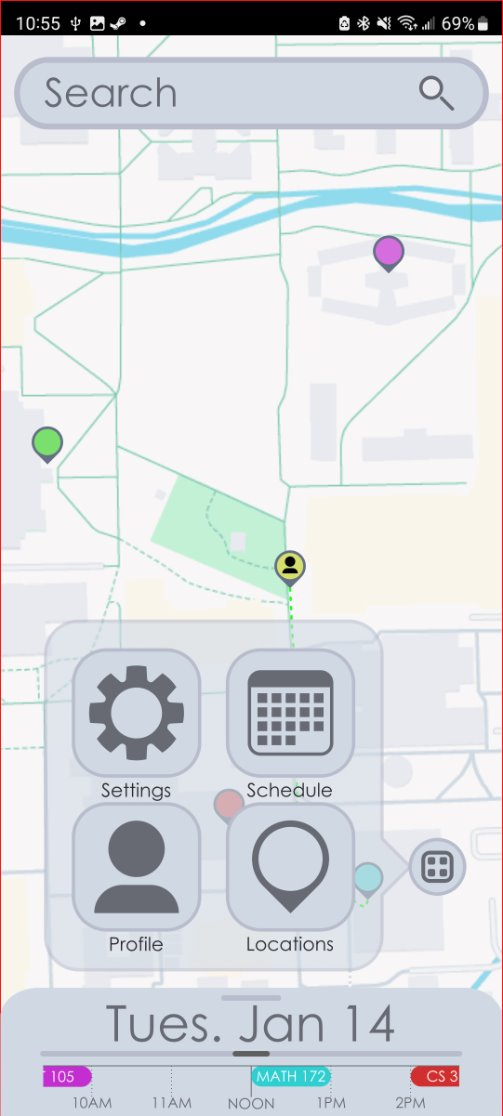 10:55 69%
Search
Settings Schedule
Profile Locations
Tues. Jan 14
105 MATH 172 CS 3
10AM 11AM NOON 1PM 2PM